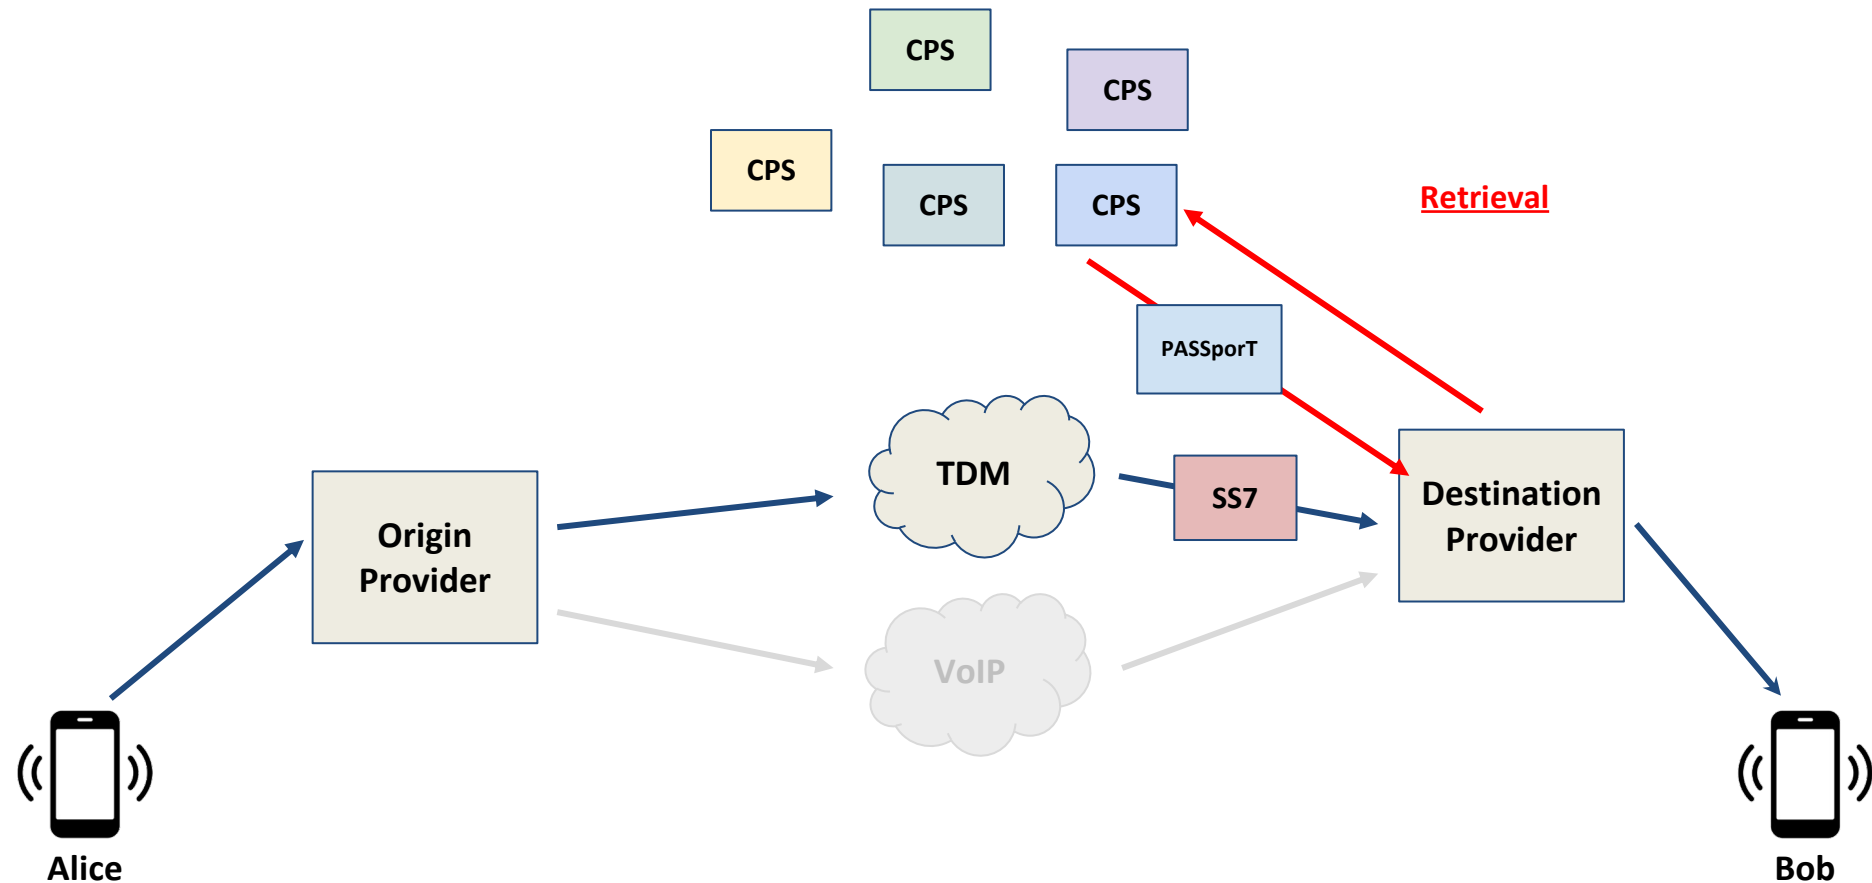 CPS
CPS
CPS
CPS
CPS
Retrieval
PASSporT
TDM
SS7
Destination
Provider
Origin
Provider
VoIP
Alice
Bob